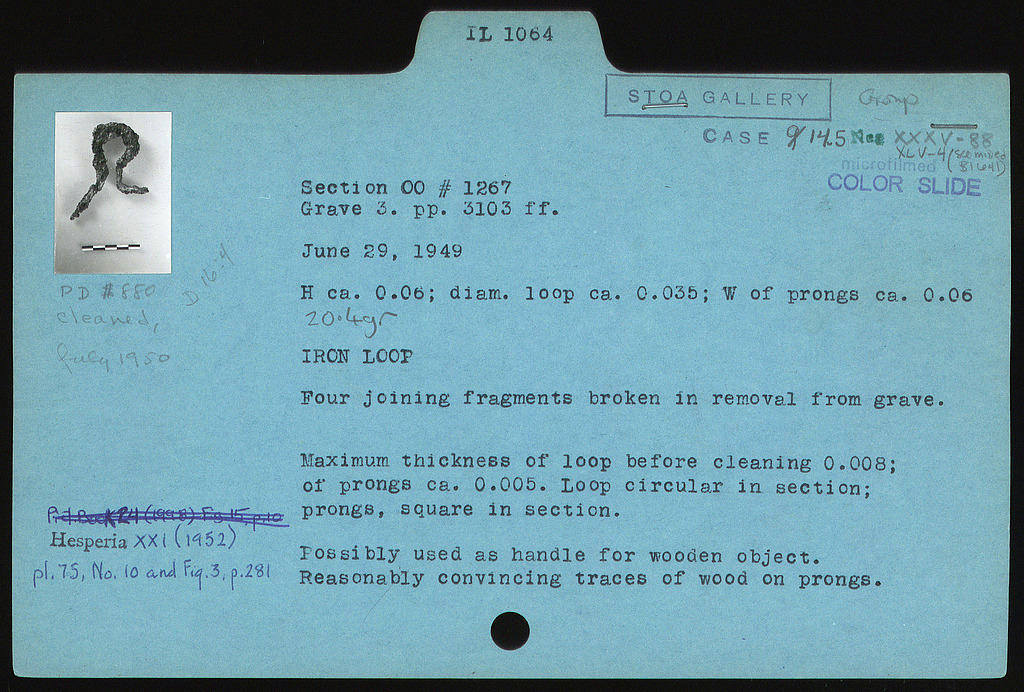 IL 1064
STOA GALLERY
Group
CASE 9 145 Neg XXXV-88
XLV-4 (see mixed
81641)
microfilmed
COLOR SLIDE
Section OO # 1267
Grave 3. pp. 3103 ff.
June 29, 1949
H ca. 0.06; diam. loop ca. 0.035; W of prongs ca. 0.06
20.4gr
IRON LOOP
Four joining fragments broken in removal from grave.
Maximum thickness of loop before cleaning 0.008;
of prongs ca. 0.005. Loop circular in section;
prongs, square in section.
Possibly used as handle for wooden object.
Reasonably convincing traces of wood on prongs.
PD #880
cleaned,
July 1950
D 16:4
Hesperia XXI (1952)
pl.75, No. 10 and Fig.3, p.281